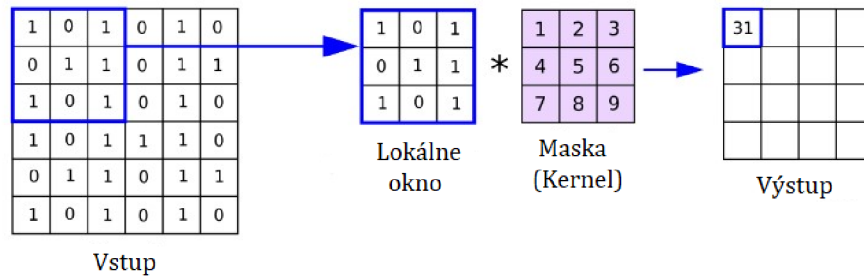 1 0 1 0 1 0
0 1 1 0 1 1
1 0 1 0 1 0
1 0 1 1 1 0
0 1 1 0 1 1
1 0 1 0 1 0
Vstup
1 0 1
0 1 1
1 0 1
Lokálne
okno
*
1 2 3
4 5 6
7 8 9
Maska
(Kernel)
31
Výstup